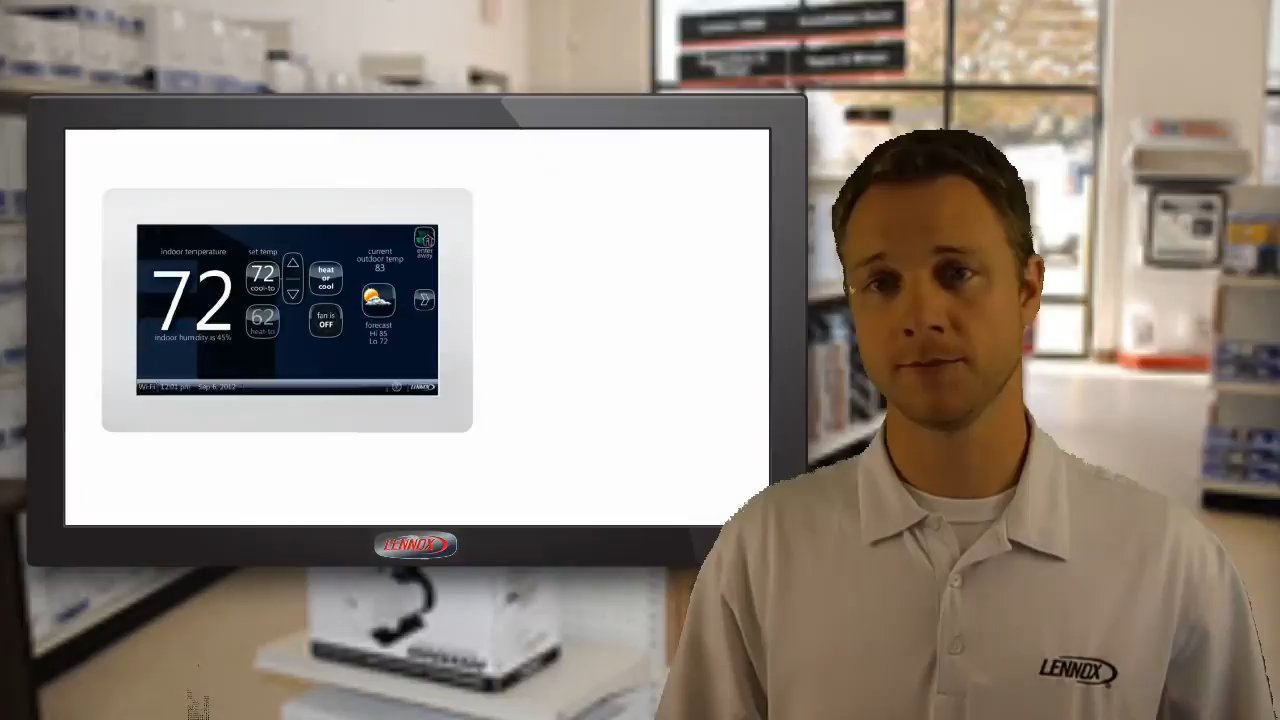 indoor temperature
72
indoor humidity is 45%
set temp
72
cool-to
62
heat-to
heat
or
cool
fan is
OFF
current
outdoor temp
83
forecast
Hi 85
Lo 72
enter
away
Wi-Fi 12:01 pm Sep 6, 2012
LENNOX
LENNOX
LENNOX